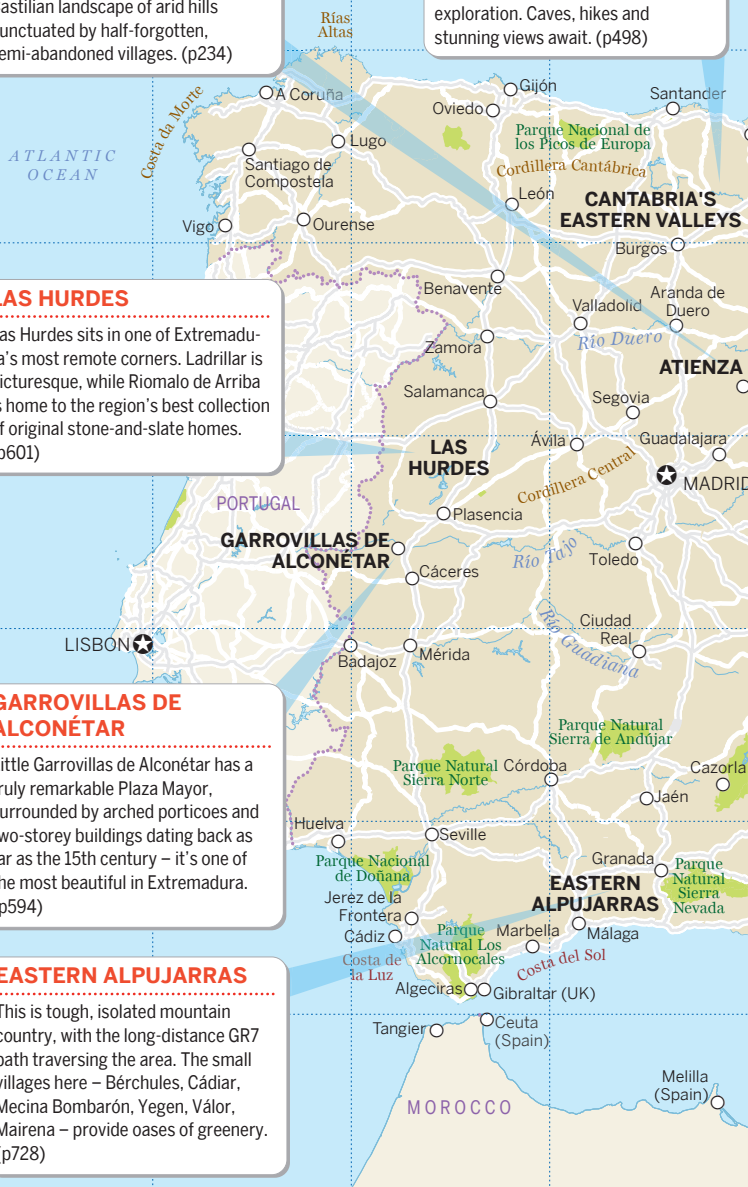 astilian landscape of arid hills
unctuated by half-forgotten,
emi-abandoned villages. (p234)
exploration. Caves, hikes and
stunning views await. (p498)
Rías
Altas
Costa da Morte
ATLANTIC
OCEAN
A Coruña
Lugo
Santiago de
Compostela
Vigo
Ourense
Gijón
Oviedo
Santander
Parque Nacional de
los Picos de Europa
Cordillera Cantábrica
León
CANTABRIA'S
EASTERN VALLEYS
Burgos
Benavente
Valladolid
Aranda de
Duero
Río Duero
Zamora
ATIENZA
Salamanca
Segovia
Ávila
Guadalajara
LAS
HURDES
Cordillera Central
MADRID
LAS HURDES
as Hurdes sits in one of Extremadu-
a's most remote corners. Ladrillar is
icturesque, while Riomalo de Arriba
s home to the region's best collection
f original stone-and-slate homes.
p601)
PORTUGAL
Plasencia
GARROVILLAS DE
ALCONÉTAR
Cáceres
Río Tajo
Toledo
LISBON
Badajoz
Mérida
Río Guadiana
Ciudad
Real
GARROVILLAS DE
ALCONÉTAR
ittle Garrovillas de Alconétar has a
ruly remarkable Plaza Mayor,
urrounded by arched porticoes and
wo-storey buildings dating back as
ar as the 15th century – it's one of
he most beautiful in Extremadura.
p594)
Parque Natural
Sierra de Andújar
Parque Natural
Sierra Norte
Córdoba
Cazorla
Jaén
Huelva
Seville
Parque Nacional
de Doñana
Granada
Parque
Natural
Sierra
Nevada
EASTERN
ALPUJARRAS
Jerez de la
Frontera
Cádiz
Parque
Natural Los
Alcornocales
Marbella
Málaga
Costa de
la Luz
Costa del Sol
Algeciras
Gibraltar (UK)
Tangier
Ceuta
(Spain)
Melilla
(Spain)
MOROCCO
EASTERN ALPUJARRAS
This is tough, isolated mountain
country, with the long-distance GR7
path traversing the area. The small
villages here – Bérchules, Cádiar,
Mecina Bombarón, Yegen, Válor,
Mairena – provide oases of greenery.
(p728)